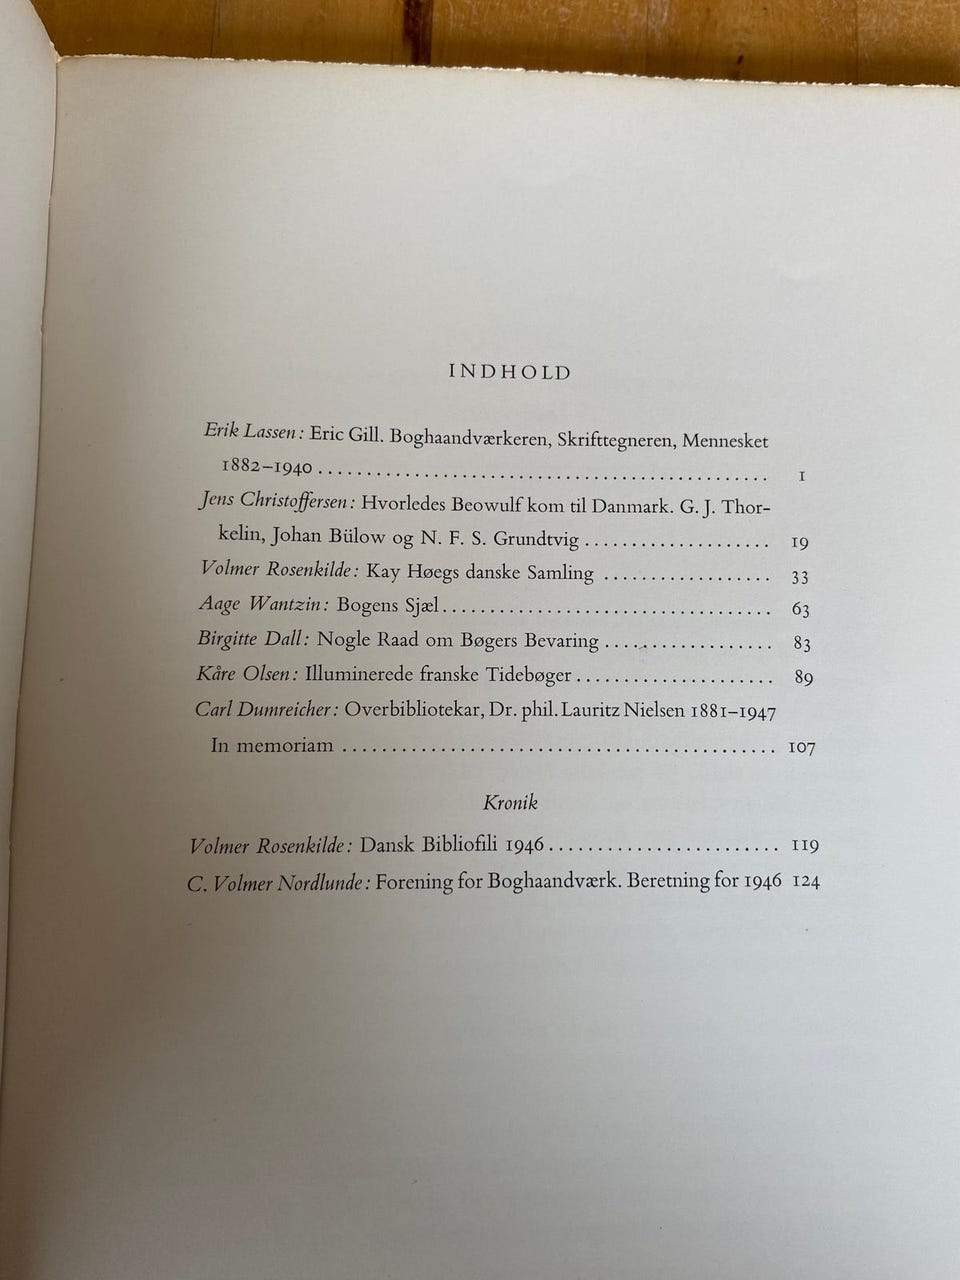 INDHOLD
Erik Lassen: Eric Gill. Boghaandværkeren, Skrifttegneren, Mennesket
1882–1940 .............................................. 1
Jens Christoffersen: Hvorledes Beowulf kom til Danmark. G. J. Thor-
kelin, Johan Bülow og N. F. S. Grundtvig ................... 19
Volmer Rosenkilde: Kay Høegs danske Samling ................. 33
Aage Wantzin: Bogens Sjæl .................................. 63
Birgitte Dall: Nogle Raad om Bøgers Bevaring ................. 83
Kåre Olsen: Illuminerede franske Tidebøger .................... 89
Carl Dumreicher: Overbibliotekar, Dr. phil. Lauritz Nielsen 1881–1947
In memoriam ............................................ 107
Kronik
Volmer Rosenkilde: Dansk Bibliofili 1946 ........................ 119
C. Volmer Nordlunde: Forening for Boghaandværk. Beretning for 1946 124